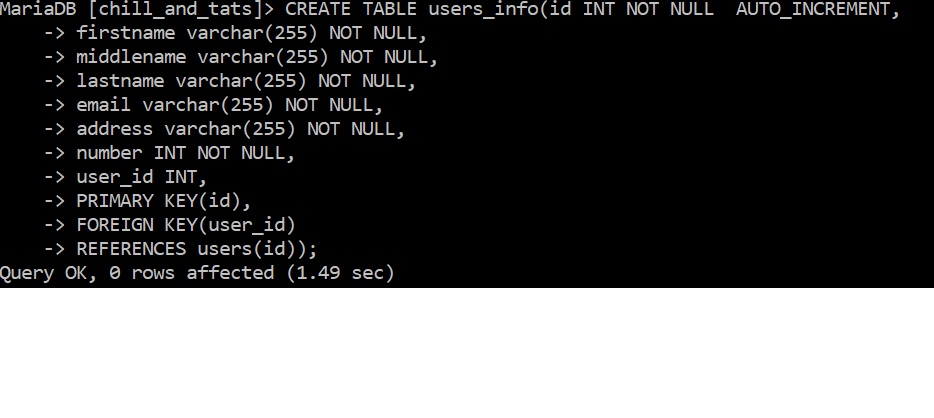 MariaDB [chill_and_tats]> CREATE TABLE users_info(id INT NOT NULL  AUTO_INCREMENT,
    -> firstname varchar(255) NOT NULL,
    -> middlename varchar(255) NOT NULL,
    -> lastname varchar(255) NOT NULL,
    -> email varchar(255) NOT NULL,
    -> address varchar(255) NOT NULL,
    -> number INT NOT NULL,
    -> user_id INT,
    -> PRIMARY KEY(id),
    -> FOREIGN KEY(user_id)
    -> REFERENCES users(id));
Query OK, 0 rows affected (1.49 sec)